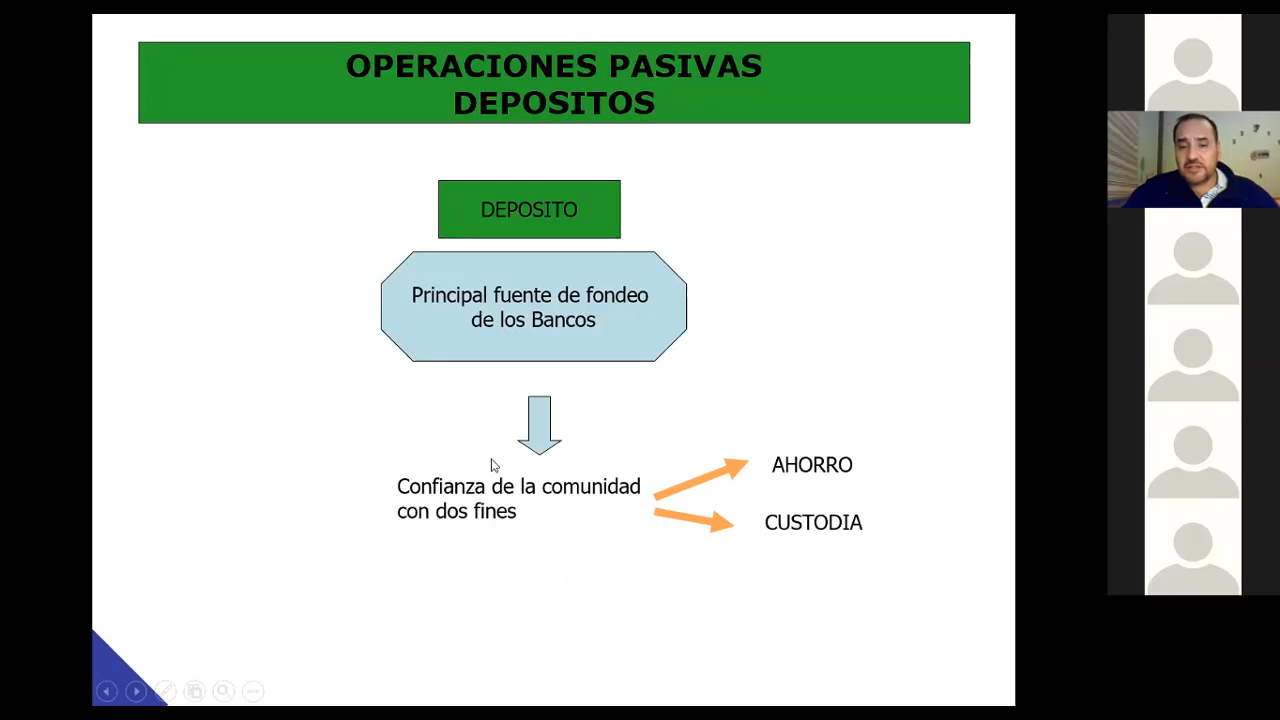 OPERACIONES PASIVAS
DEPOSITOS
DEPOSITO
Principal fuente de fondeo
de los Bancos
Confianza de la comunidad
con dos fines
AHORRO
CUSTODIA